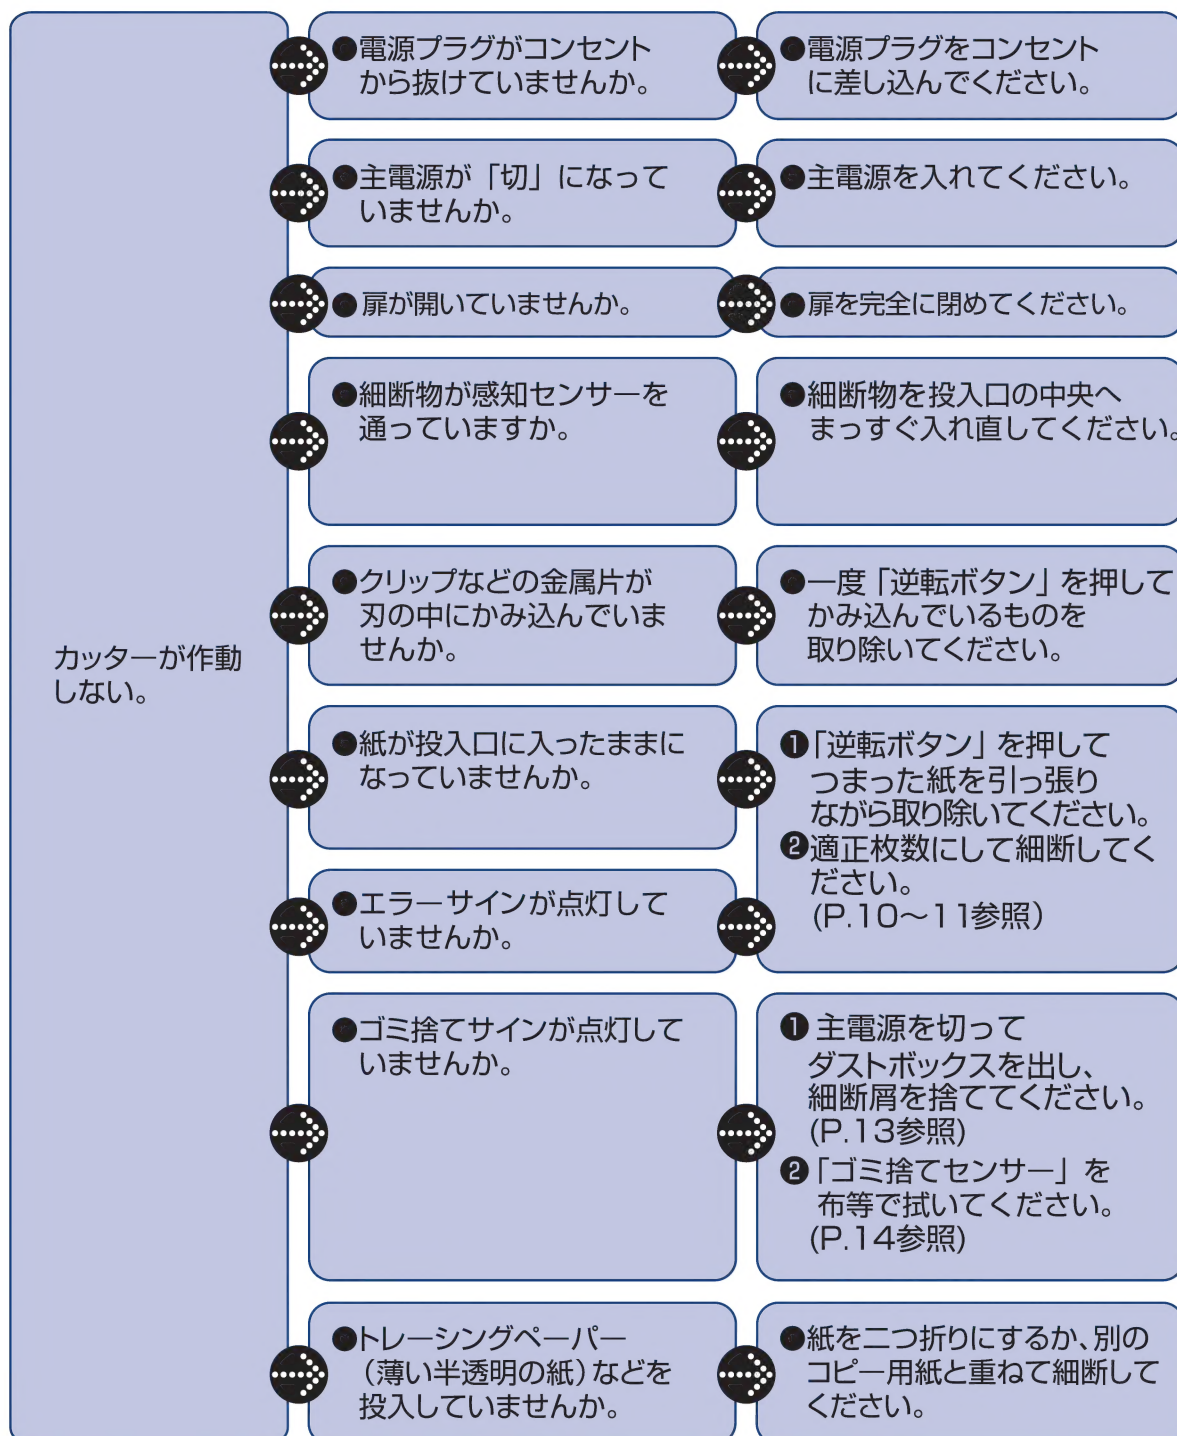 カッターが作動
しない。
●電源プラグがコンセント
から抜けていませんか。
●電源プラグをコンセント
に差し込んでください。
●主電源が「切」になって
いませんか。
●主電源を入れてください。
●扉が開いていませんか。
●扉を完全に閉めてください。
●細断物が感知センサーを
通っていますか。
●細断物を投入口の中央へ
まっすぐ入れ直してください。
●クリップなどの金属片が
刃の中にかみ込んでいま
せんか。
●一度「逆転ボタン」を押して
かみ込んでいるものを
取り除いてください。
●紙が投入口に入ったままに
なっていませんか。
●エラーサインが点灯して
いませんか。
❶「逆転ボタン」を押して
つまった紙を引っ張り
ながら取り除いてください。
❷適正枚数にして細断してく
ださい。
(P.10〜11参照)
●ゴミ捨てサインが点灯して
いませんか。
❶主電源を切って
ダストボックスを出し、
細断屑を捨ててください。
(P.13参照)
❷「ゴミ捨てセンサー」を
布等で拭いてください。
(P.14参照)
●トレーシングペーパー
(薄い半透明の紙)などを
投入していませんか。
●紙を二つ折りにするか、別の
コピー用紙と重ねて細断して
ください。